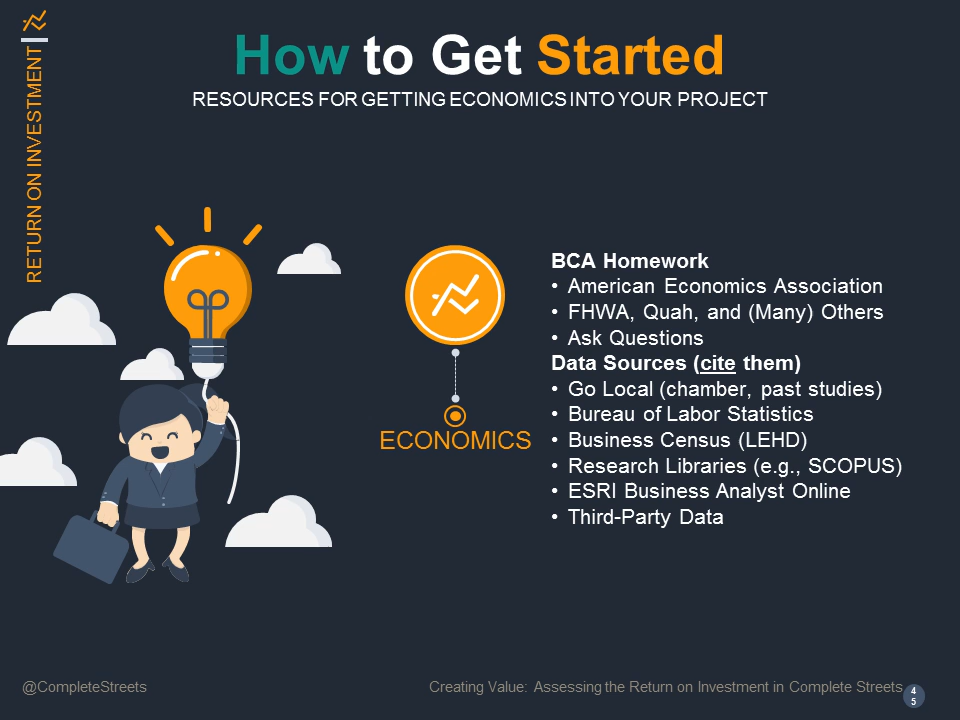 RETURN ON INVESTMENT
How to Get Started
RESOURCES FOR GETTING ECONOMICS INTO YOUR PROJECT
ECONOMICS
BCA Homework
• American Economics Association
• FHWA, Quah, and (Many) Others
• Ask Questions
Data Sources (cite them)
• Go Local (chamber, past studies)
• Bureau of Labor Statistics
• Business Census (LEHD)
• Research Libraries (e.g., SCOPUS)
• ESRI Business Analyst Online
• Third-Party Data
@CompleteStreets
Creating Value: Assessing the Return on Investment in Complete Streets
4
5